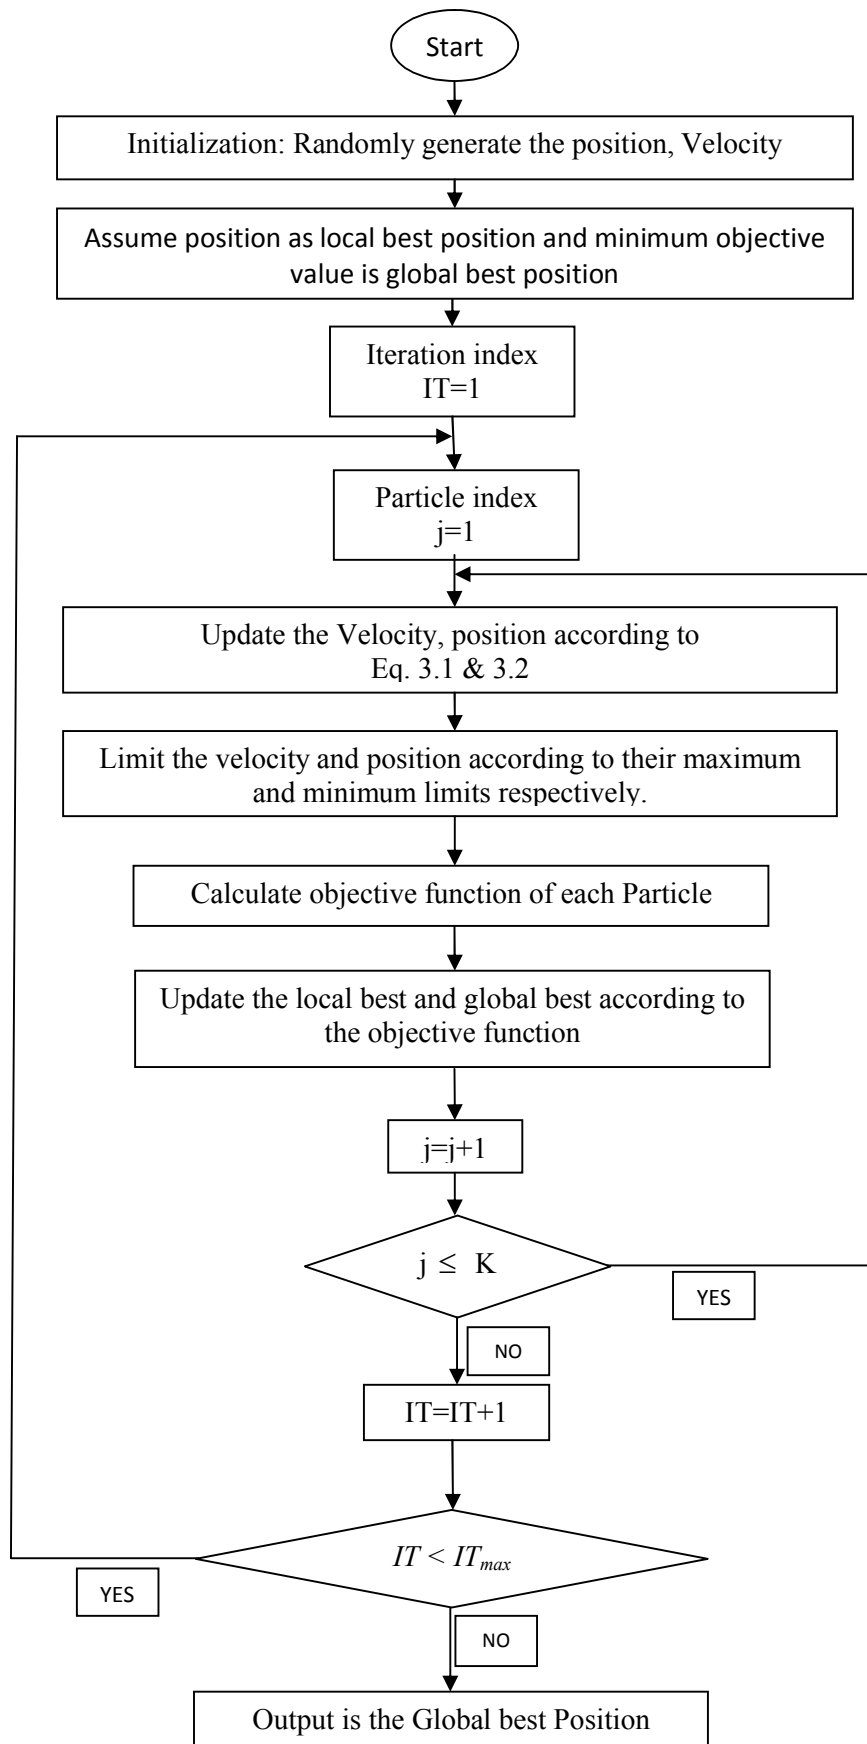 Start
Initialization: Randomly generate the position, Velocity
Assume position as local best position and minimum objective
value is global best position
Iteration index
IT=1
Particle index
j=1
Update the Velocity, position according to
Eq. 3.1 & 3.2
Limit the velocity and position according to their maximum
and minimum limits respectively.
Calculate objective function of each Particle
Update the local best and global best according to
the objective function
j=j+1
j ≤ K
YES
NO
IT=IT+1
IT < ITmax
YES
NO
Output is the Global best Position